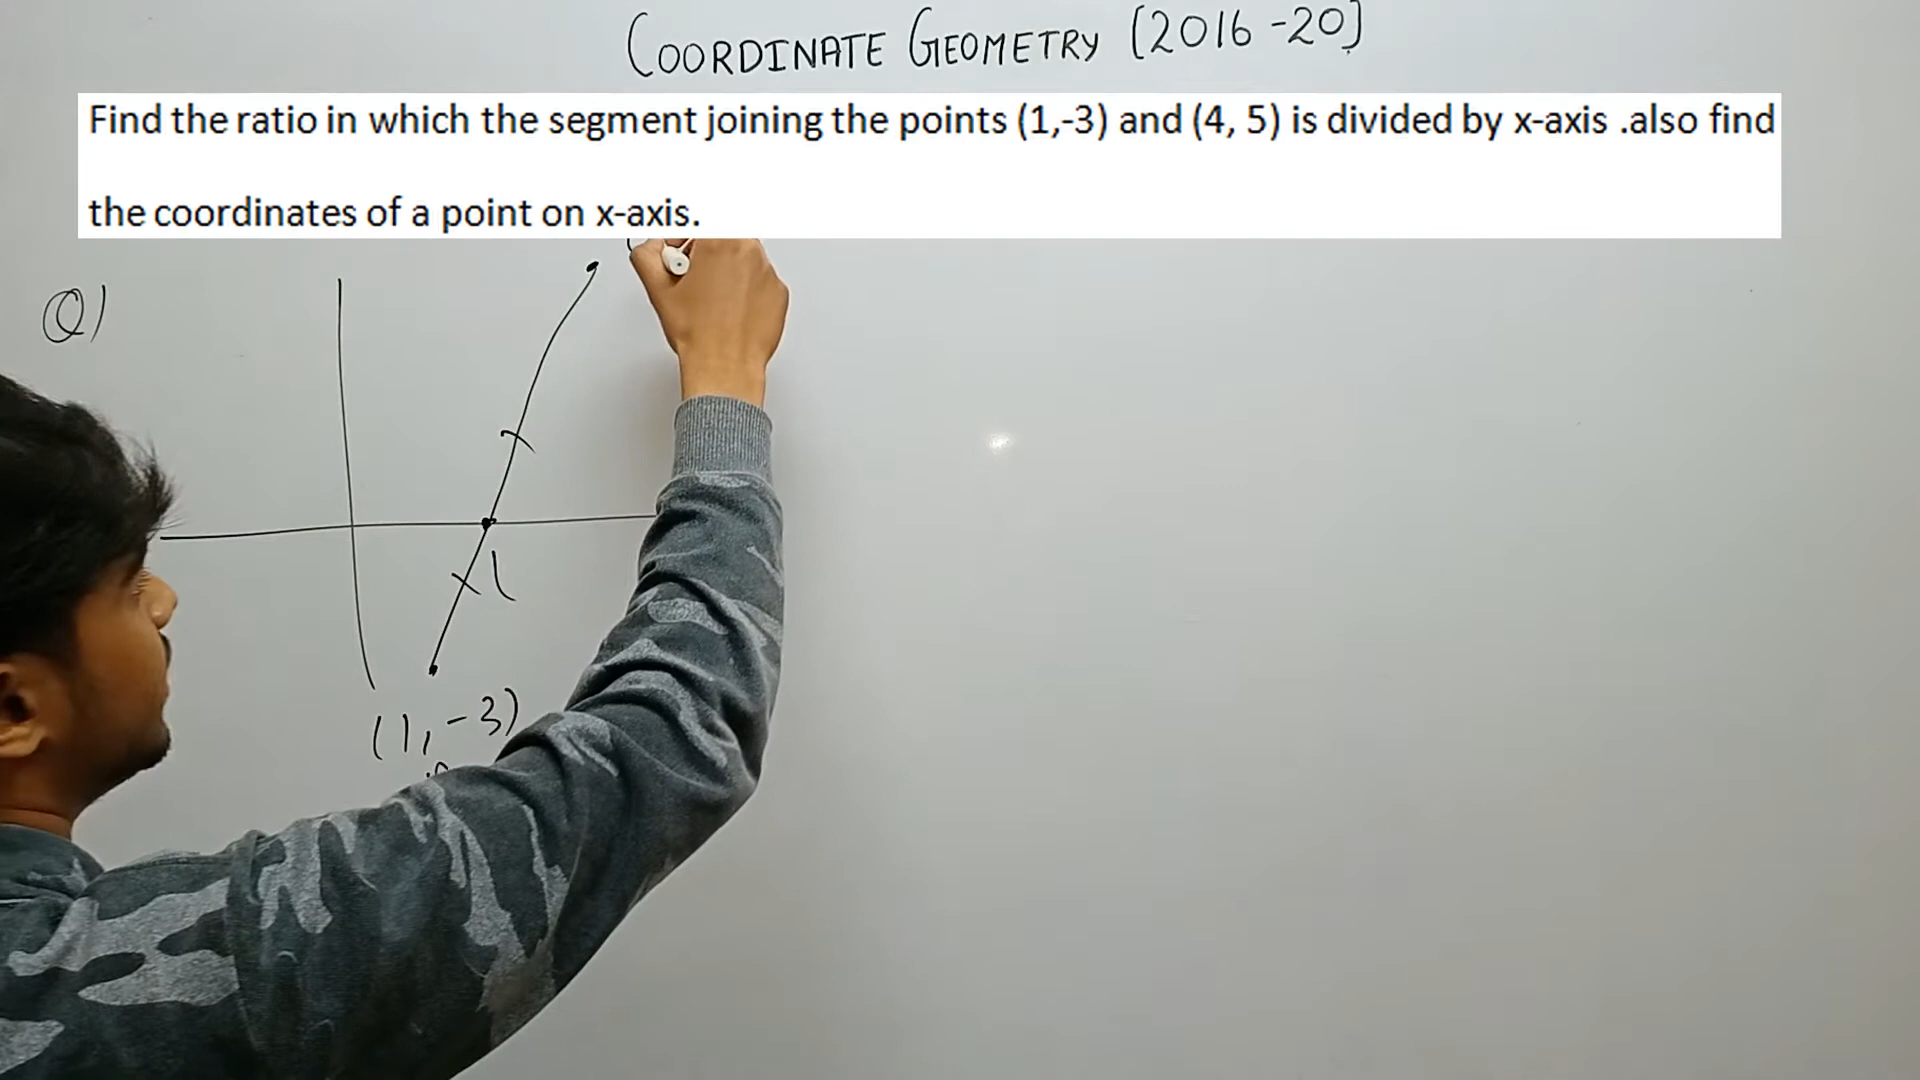 COORDINATE GEOMETRY [2016-20]
Find the ratio in which the segment joining the points (1,-3) and (4, 5) is divided by x-axis .also find
the coordinates of a point on x-axis.
Q)
(1, -3)